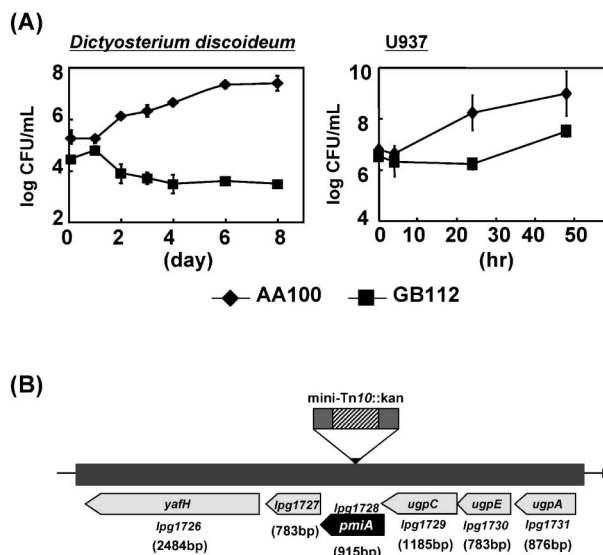 (A)
Dictyosterium discoideum
U937
8
6
4
2
log CFU/mL
0 2 4 6 8
(day)
10
8
6
4
log CFU/mL
0 10 20 30 40 50
(hr)
AA100 GB112
(B)
mini-Tn10::kan
yafH lpg1727 lpg1728 ugpC ugpE ugpA
pmiA
lpg1726 (783bp) lpg1729 lpg1730 lpg1731
(2484bp) (915bp) (1185bp) (783bp) (876bp)